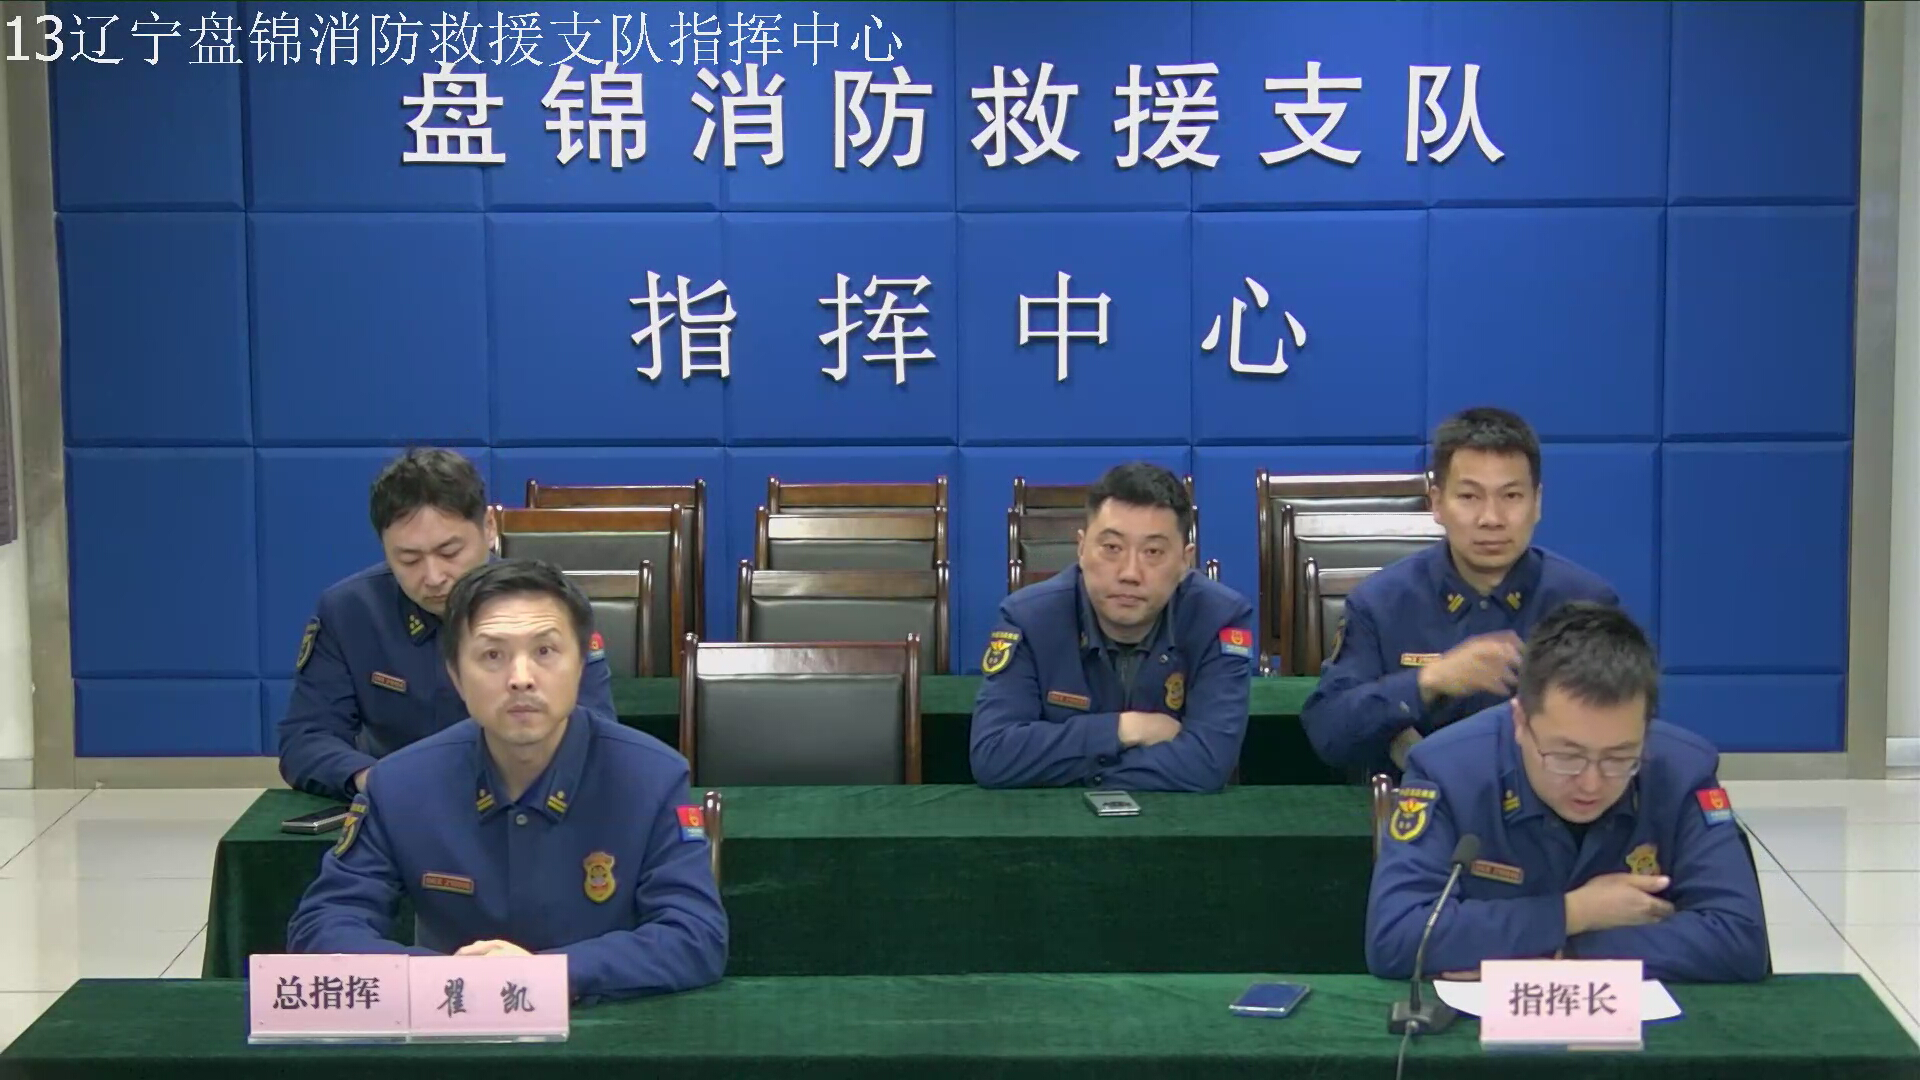 13辽宁盘锦消防救援支队指挥中心
盘锦消防救援支队
指挥中心
总指挥 翟凯
指挥长